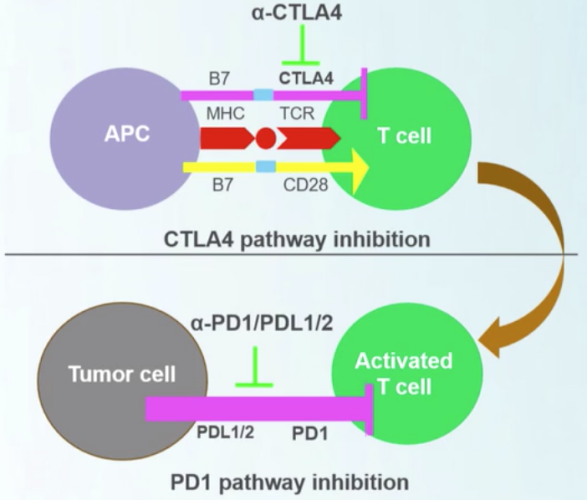 α-CTLA4
B7
CTLA4
MHC
TCR
APC
T cell
B7
CD28
CTLA4 pathway inhibition
α-PD1/PDL1/2
Tumor cell
Activated
T cell
PDL1/2
PD1
PD1 pathway inhibition